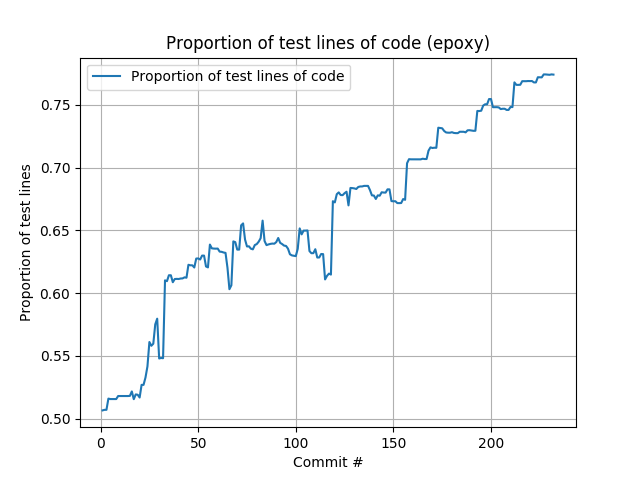 Proportion of test lines of code (epoxy)
Proportion of test lines of code
Proportion of test lines
0.75
0.70
0.65
0.60
0.55
0.50
0 50 100 150 200
Commit #